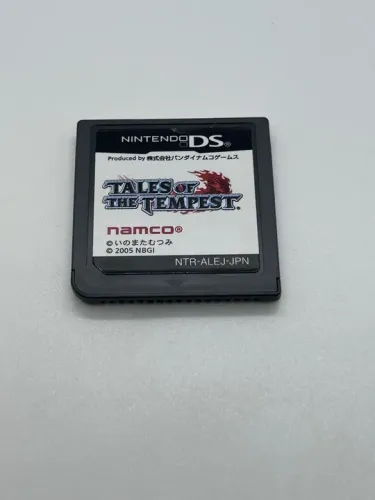 NINTENDO DS
Produced by 株式会社バンダイナムコゲームス
TALES OF
THE TEMPEST
namco®
©いのまたむつみ
© 2005 NBGI
NTR-ALEJ-JPN